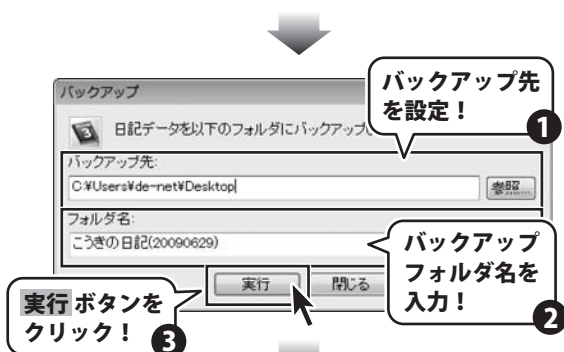 バックアップ
バックアップ先
を設定！
1
日記データを以下のフォルダにバックアップ
バックアップ先:
C:¥Users¥de-net¥Desktop
参照
フォルダ名:
こうきの日記(20090629)
バックアップ
フォルダ名を
入力！
2
実行
閉じる
実行 ボタンを
クリック！
3